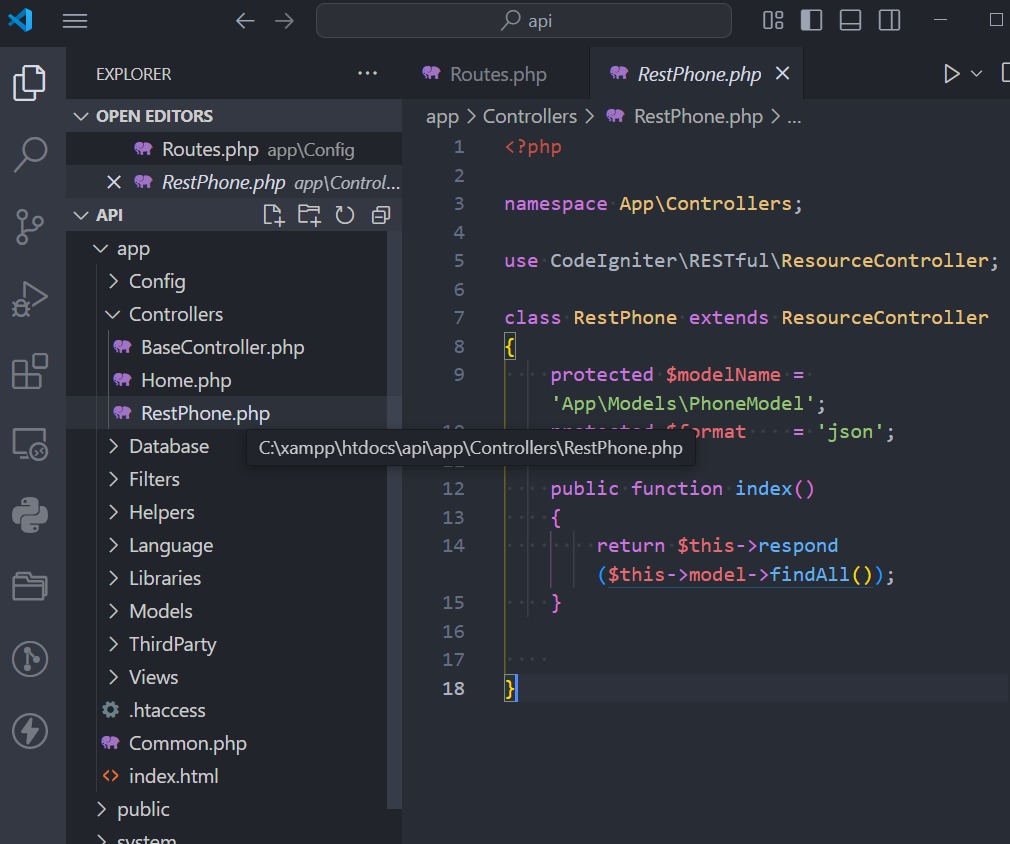 api
EXPLORER
Routes.php
RestPhone.php
OPEN EDITORS
Routes.php app\Config
RestPhone.php app\Control...
API
app
Config
Controllers
BaseController.php
Home.php
RestPhone.php
Database
Filters
Helpers
Language
Libraries
Models
ThirdParty
Views
.htaccess
Common.php
index.html
public
system
C:\xampp\htdocs\api\app\Controllers\RestPhone.php
app > Controllers > RestPhone.php > ...
1 <?php
2
3 namespace App\Controllers;
4
5 use CodeIgniter\RESTful\ResourceController;
6
7 class RestPhone extends ResourceController
8 {
9 protected $modelName =
'App\Models\PhoneModel';
10 protected $format = 'json';
12 public function index()
13 {
14 return $this->respond
($this->model->findAll());
15 }
16
17
18 }